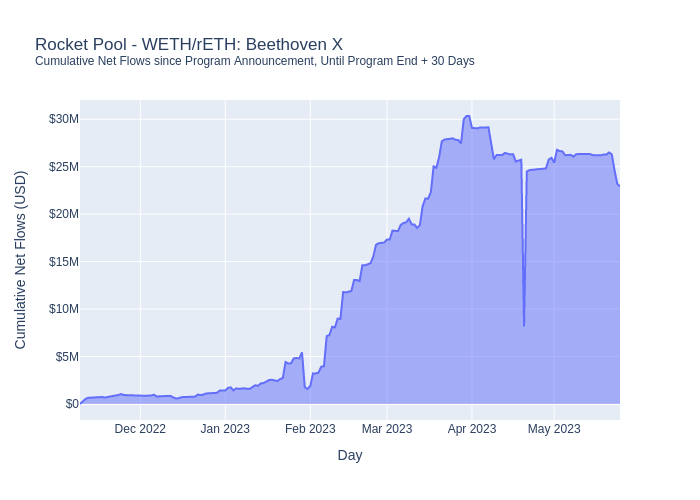 Rocket Pool - WETH/rETH: Beethoven X
Cumulative Net Flows since Program Announcement, Until Program End + 30 Days
Cumulative Net Flows (USD)
$30M
$25M
$20M
$15M
$10M
$5M
$0
Dec 2022 Jan 2023 Feb 2023 Mar 2023 Apr 2023 May 2023
Day